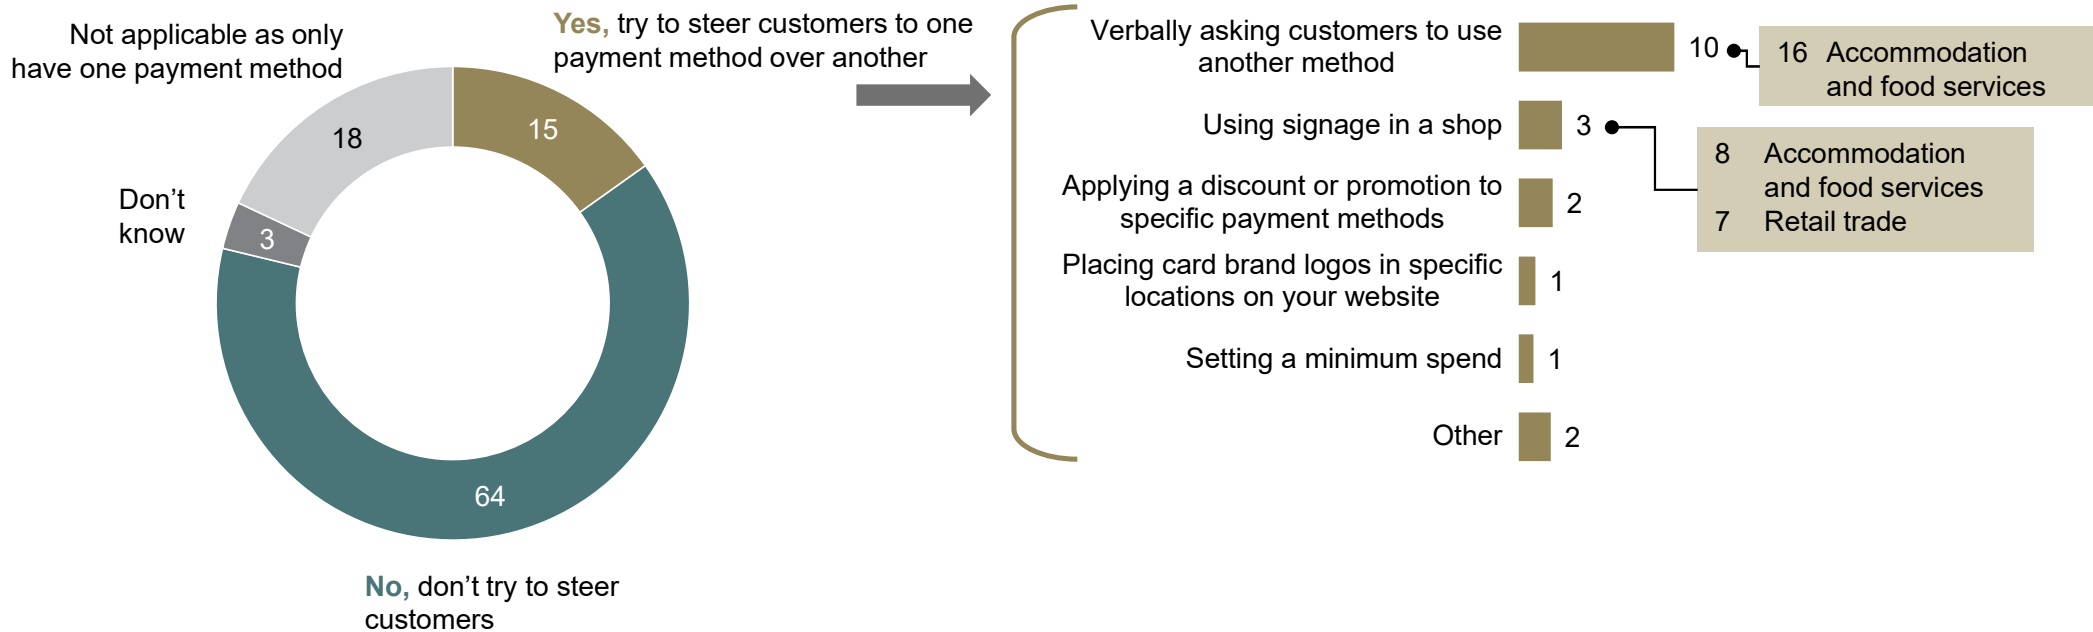 Not applicable as only
have one payment method
Yes, try to steer customers to one
payment method over another
18
15
Don’t
know
3
64
No, don’t try to steer
customers
Verbally asking customers to use
another method
10
16 Accommodation
and food services
Using signage in a shop
3
8 Accommodation
and food services
7 Retail trade
Applying a discount or promotion to
specific payment methods
2
Placing card brand logos in specific
locations on your website
1
Setting a minimum spend
1
Other
2